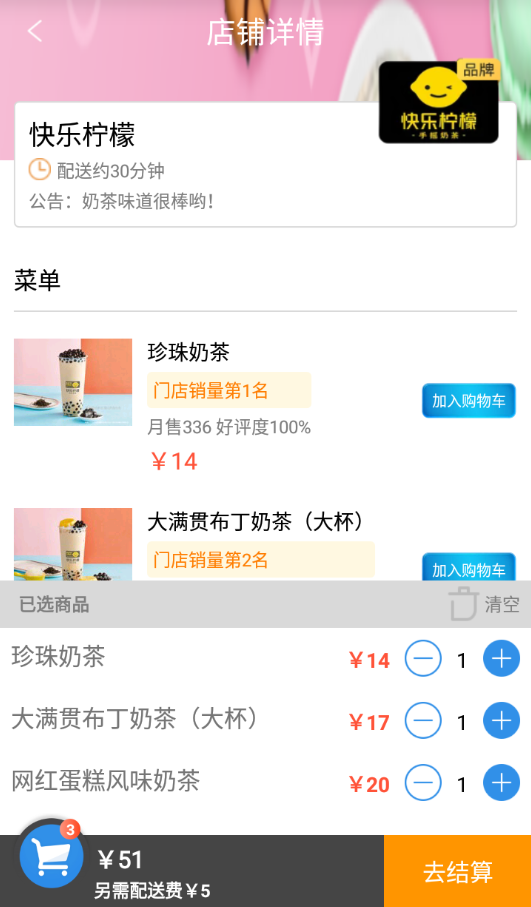 店铺详情
品牌
快乐柠檬
·手摇奶茶·
快乐柠檬
配送约30分钟
公告：奶茶味道很棒哟！
菜单
珍珠奶茶
门店销量第1名
月售336 好评度100%
加入购物车
￥14
大满贯布丁奶茶（大杯）
门店销量第2名
加入购物车
已选商品 清空
珍珠奶茶 ￥14 1
大满贯布丁奶茶（大杯） ￥17 1
网红蛋糕风味奶茶 ￥20 1
3
￥51
另需配送费￥5
去结算